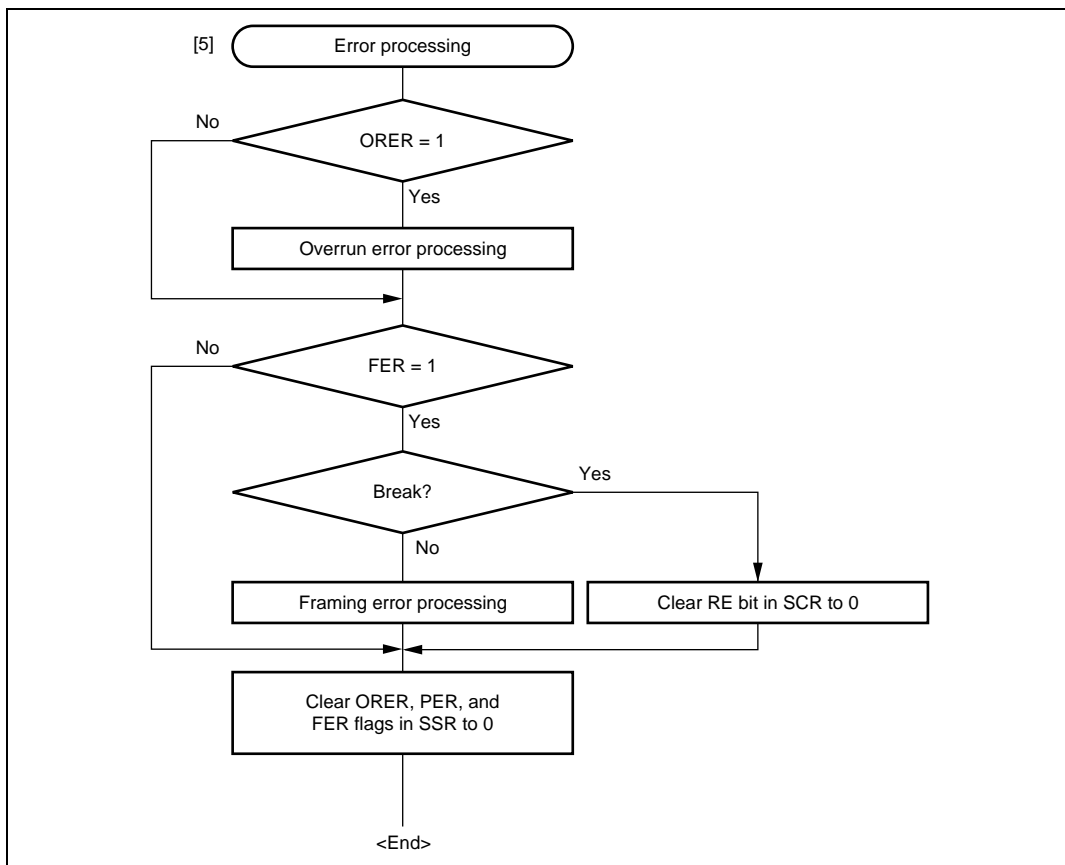 [5]
Error processing
No
ORER = 1
Yes
Overrun error processing
No
FER = 1
Yes
Yes
Break?
No
Framing error processing
Clear RE bit in SCR to 0
Clear ORER, PER, and
FER flags in SSR to 0
<End>